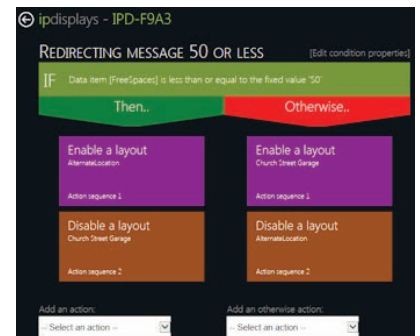 ipdisplays - IPD-F9A3
REDIRECTING MESSAGE 50 OR LESS
[Edit condition properties]
IF Data item [FreeSpaces] is less than or equal to the fixed value '50'
Then..
Otherwise..
Enable a layout
AlternateLocation
Action sequence 1
Enable a layout
Church Street Garage
Action sequence 1
Disable a layout
Church Street Garage
Action sequence 2
Disable a layout
AlternateLocation
Action sequence 2
Add an action:
-- Select an action --
Add an otherwise action:
-- Select an action --